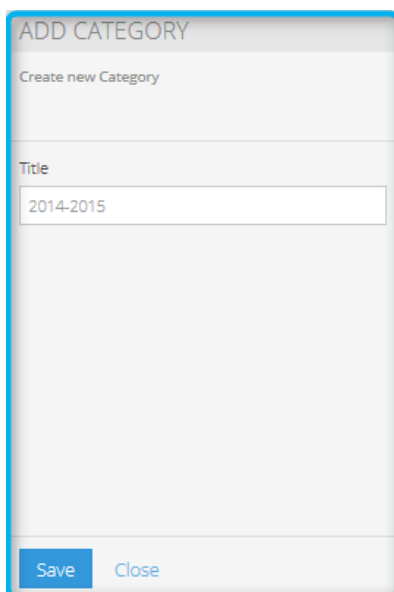 ADD CATEGORY
Create new Category
Title
2014-2015
Save
Close